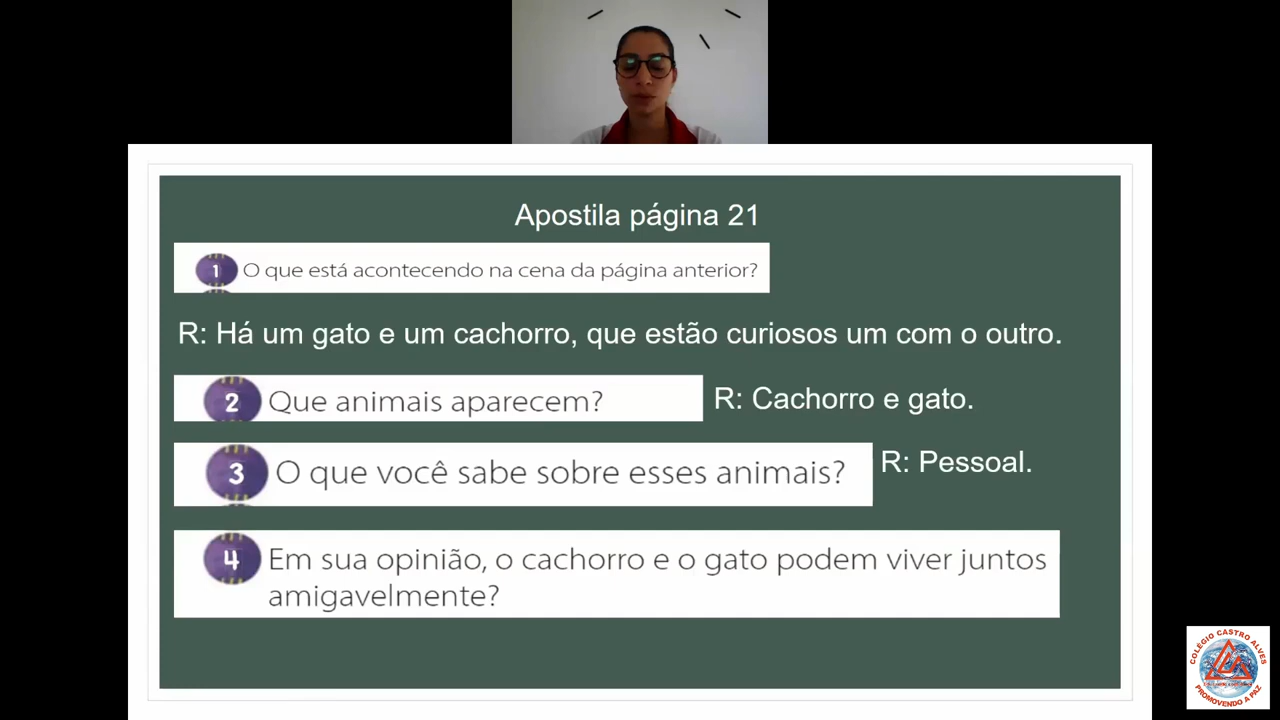 Apostila página 21
1 O que está acontecendo na cena da página anterior?
R: Há um gato e um cachorro, que estão curiosos um com o outro.
2 Que animais aparecem? R: Cachorro e gato.
3 O que você sabe sobre esses animais? R: Pessoal.
4 Em sua opinião, o cachorro e o gato podem viver juntos
amigavelmente?
COLÉGIO CASTRO ALVES
PROMOVENDO A PAZ